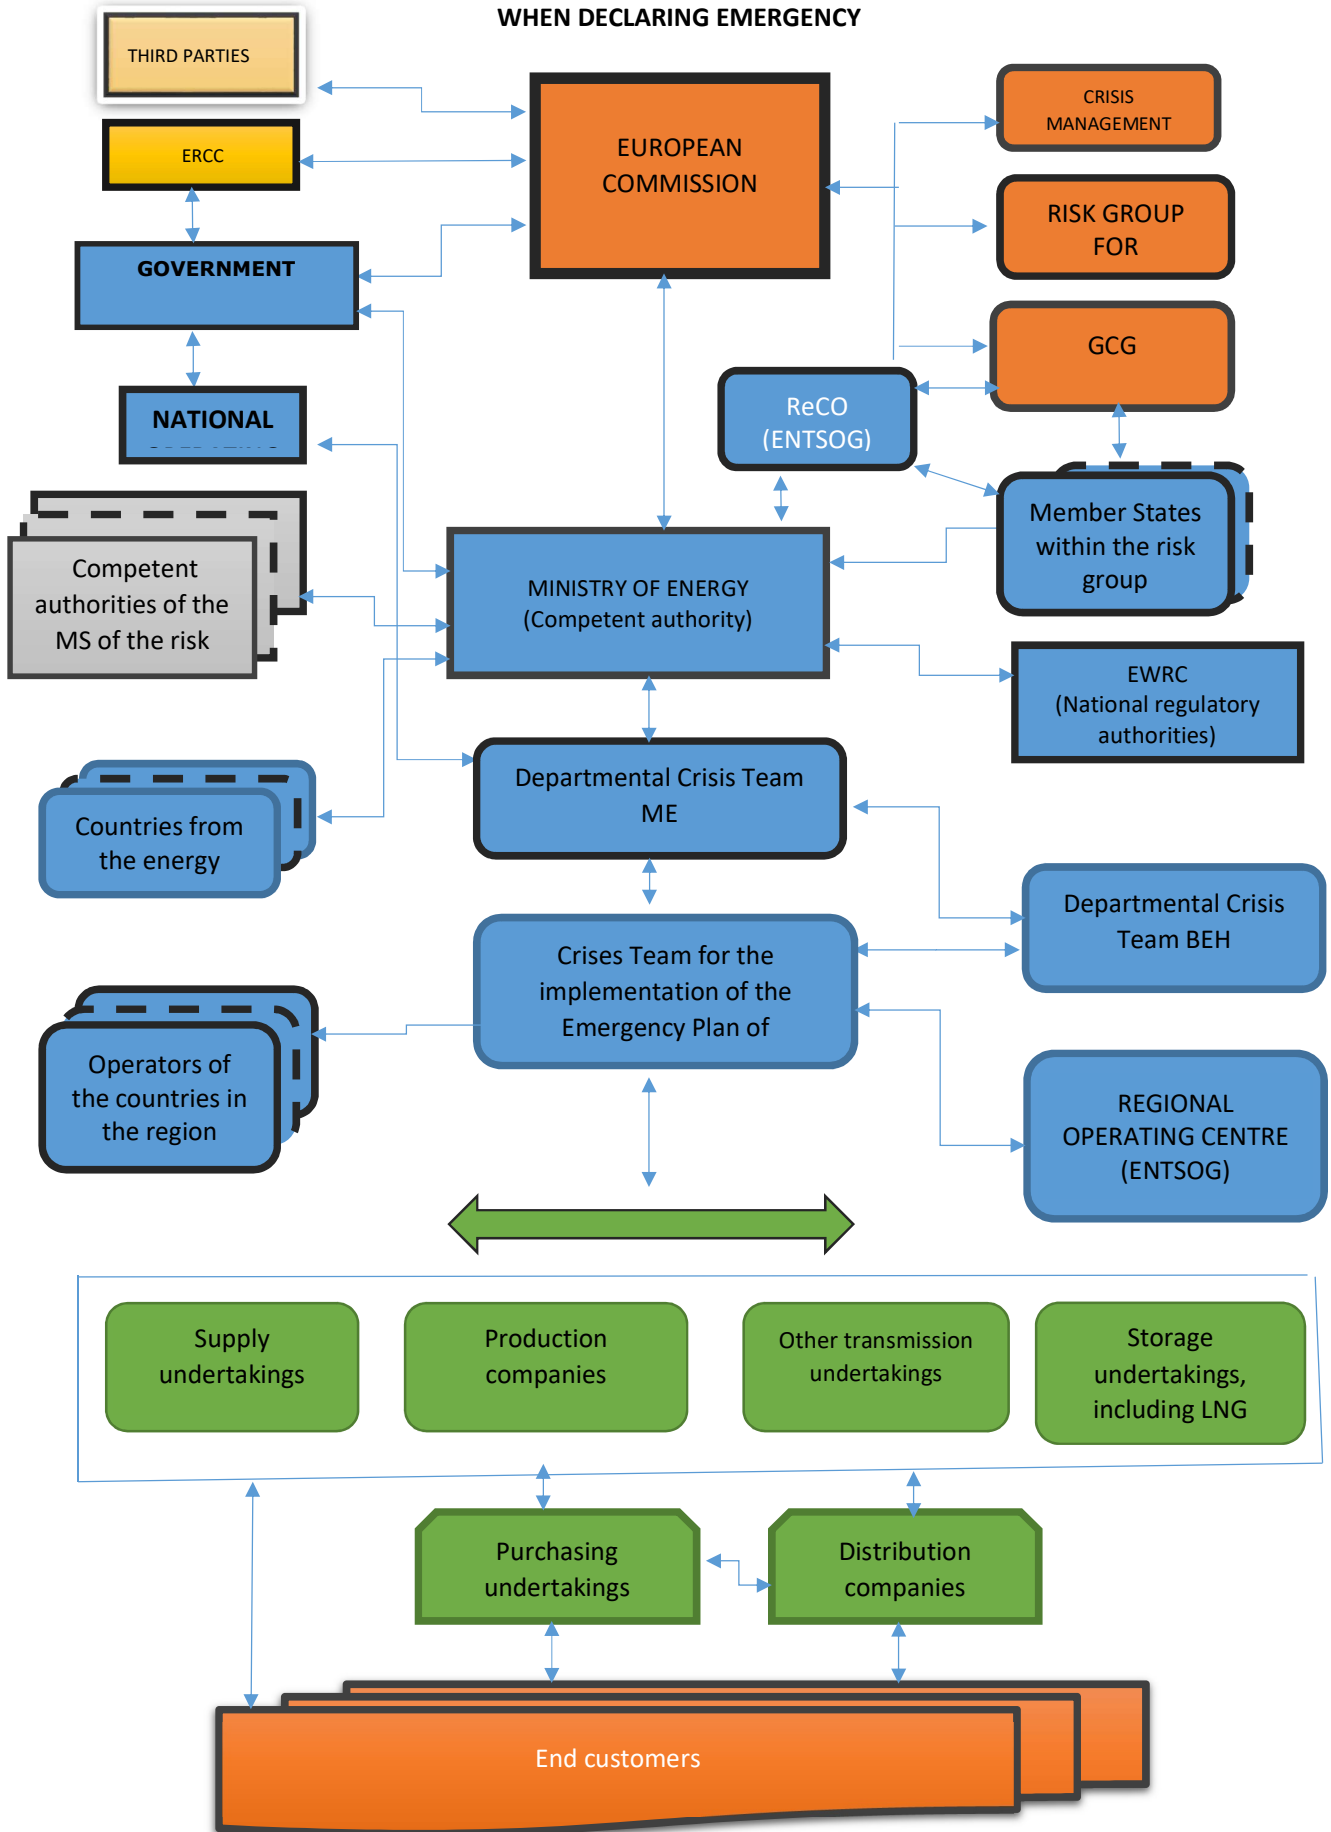 WHEN DECLARING EMERGENCY
THIRD PARTIES
ERCC
GOVERNMENT
NATIONAL
EUROPEAN
COMMISSION
CRISIS
MANAGEMENT
RISK GROUP
FOR
GCG
ReCO
(ENTSOG)
Member States
within the risk
group
Competent
authorities of the
MS of the risk
MINISTRY OF ENERGY
(Competent authority)
EWRC
(National regulatory
authorities)
Departmental Crisis Team
ME
Countries from
the energy
Departmental Crisis
Team BEH
Crises Team for the
implementation of the
Emergency Plan of
Operators of
the countries in
the region
REGIONAL
OPERATING CENTRE
(ENTSOG)
Supply
undertakings
Production
companies
Other transmission
undertakings
Storage
undertakings,
including LNG
Purchasing
undertakings
Distribution
companies
End customers